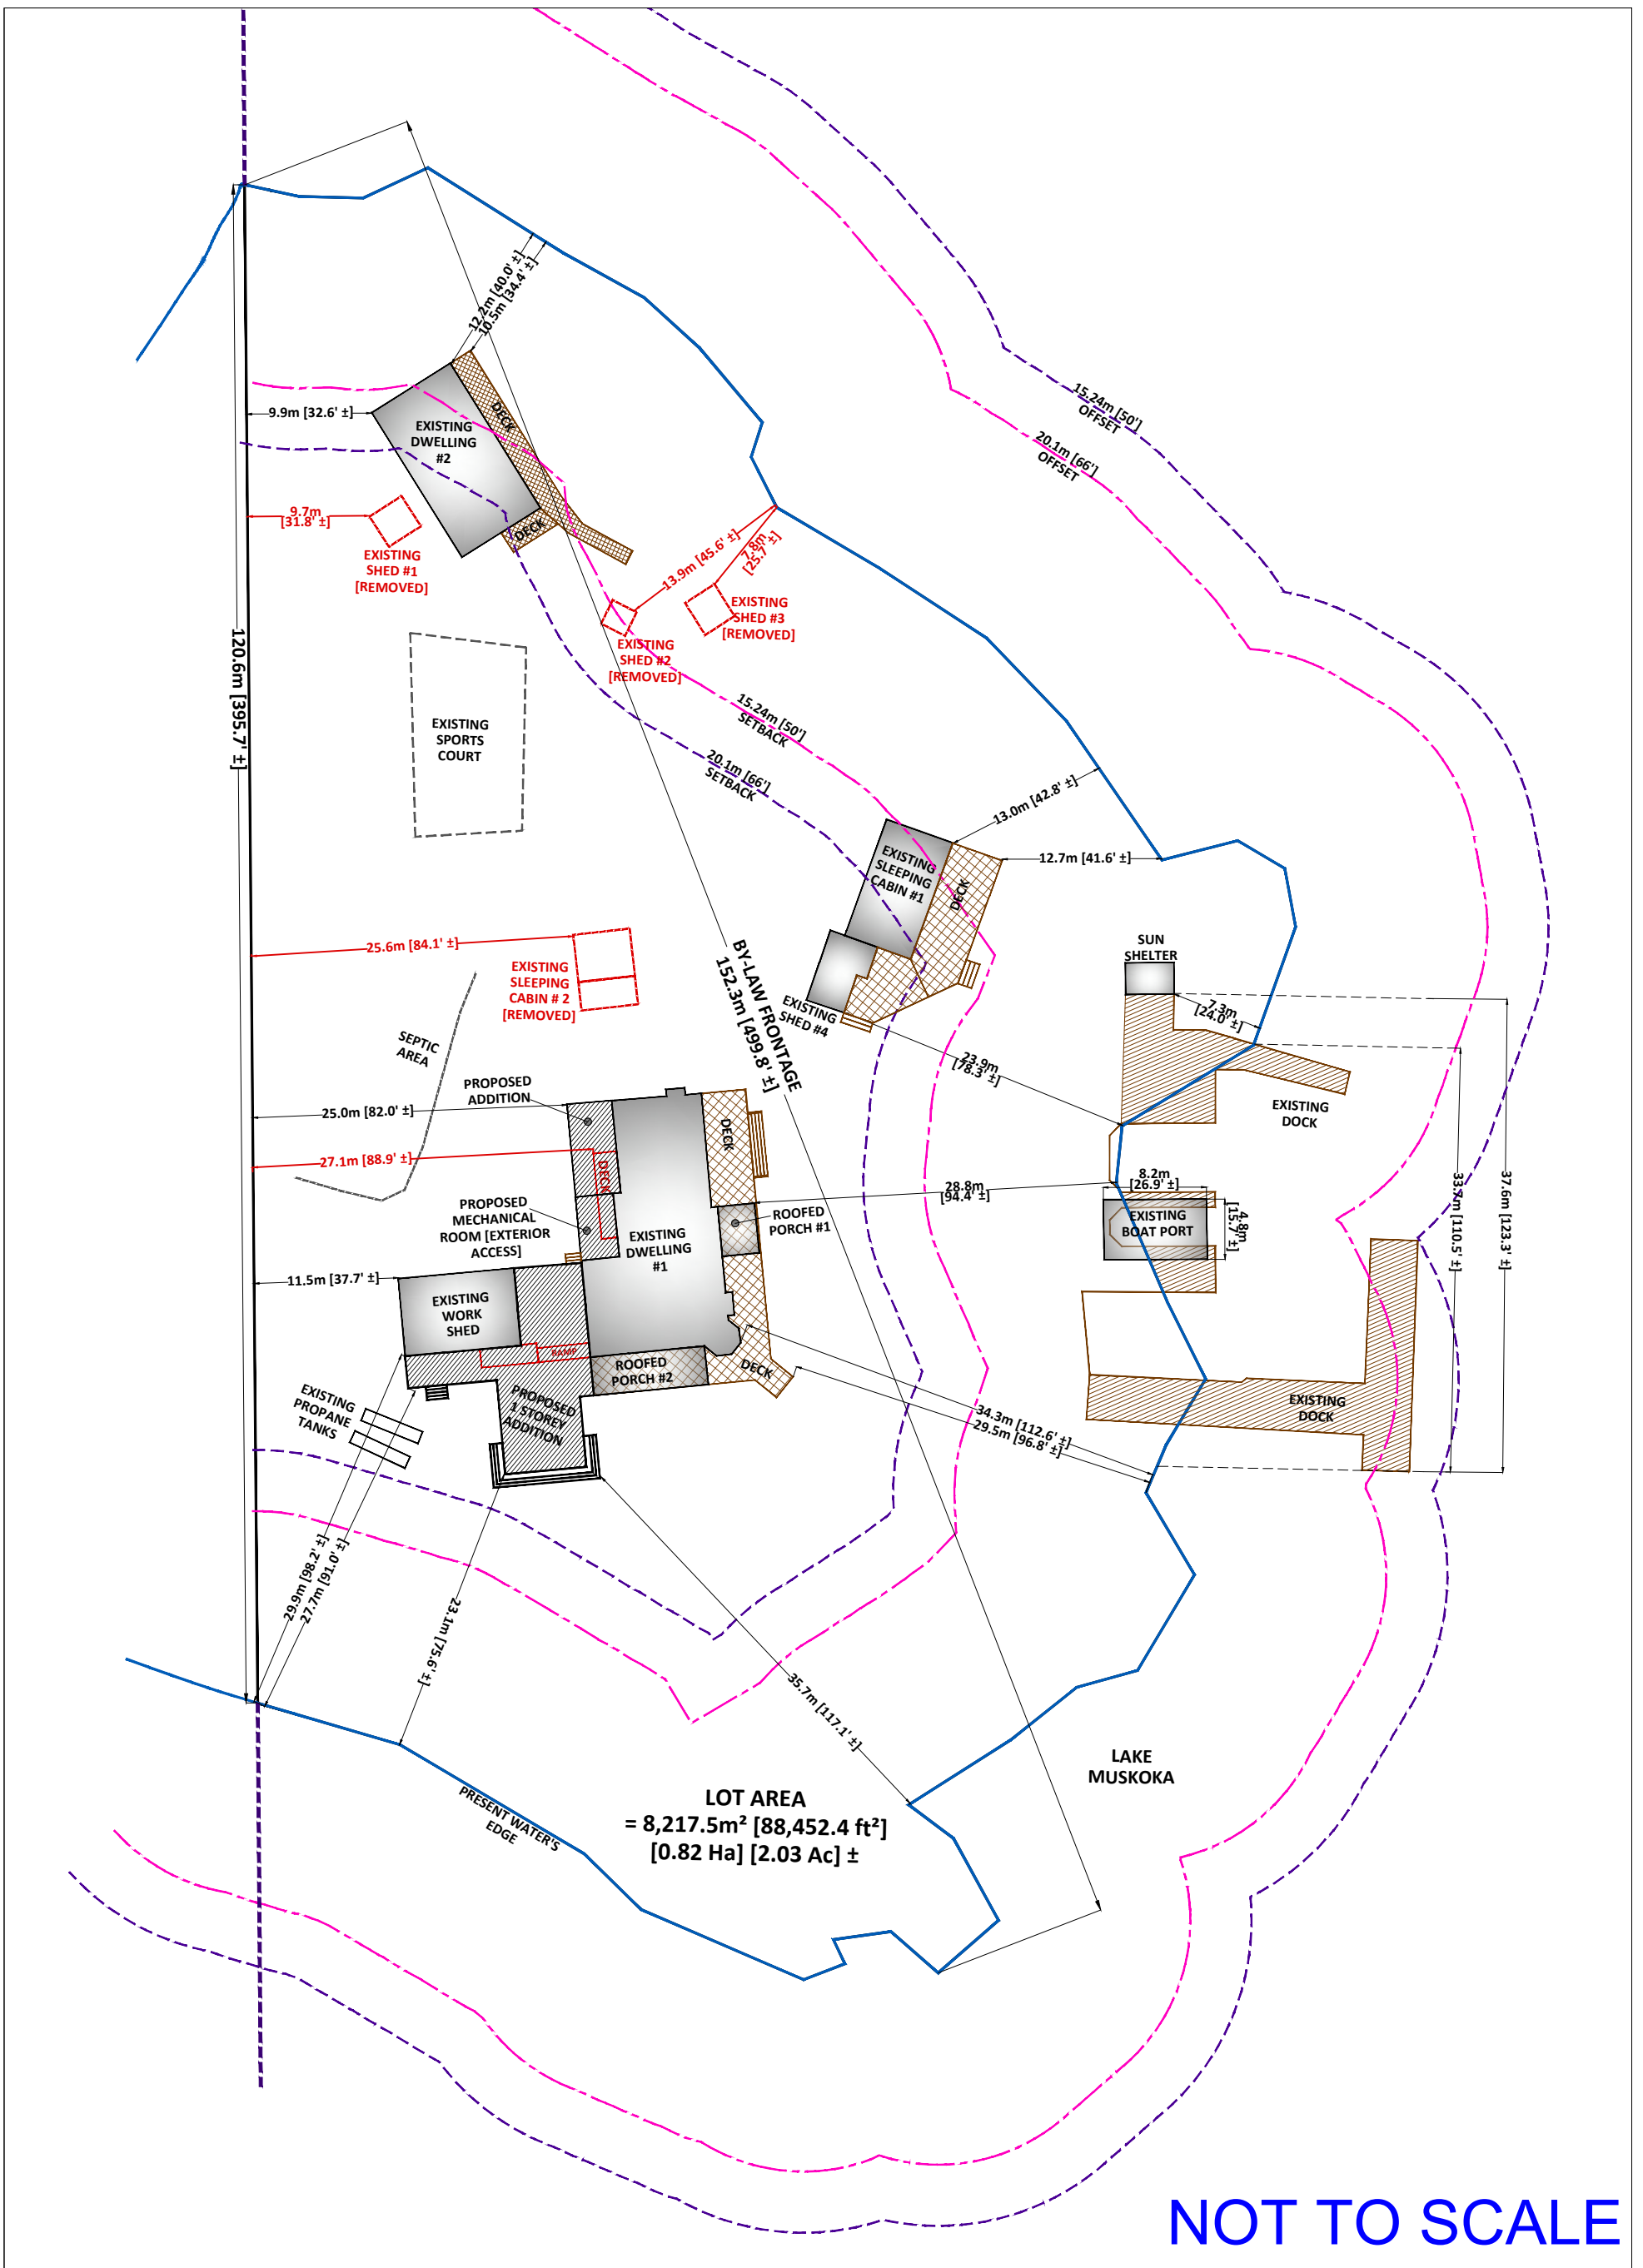 12.2m [40.0' ±]
10.5m [34.4' ±]
15.24m [50']
OFFSET
20.1m [66']
OFFSET
9.9m [32.6' ±]
EXISTING
DWELLING
#2
DECK
DECK
9.7m
[31.8' ±]
EXISTING
SHED #1
[REMOVED]
13.9m [45.6' ±]
7.8m
[25.7' ±]
EXISTING
SHED #3
[REMOVED]
EXISTING
SHED #2
[REMOVED]
120.6m [395.7' ±]
EXISTING
SPORTS
COURT
15.24m [50']
SETBACK
20.1m [66']
SETBACK
13.0m [42.8' ±]
12.7m [41.6' ±]
EXISTING
SLEEPING
CABIN #1
DECK
EXISTING
SHED #4
25.6m [84.1' ±]
EXISTING
SLEEPING
CABIN # 2
[REMOVED]
BY-LAW FRONTAGE
152.3m [499.8' ±]
SUN
SHELTER
7.3m
[24.0' ±]
SEPTIC
AREA
23.9m
[78.3' ±]
PROPOSED
ADDITION
25.0m [82.0' ±]
EXISTING
DOCK
27.1m [88.9' ±]
DECK
DECK
28.8m
[94.4' ±]
8.2m
[26.9' ±]
4.8m
[15.7' ±]
EXISTING
BOAT PORT
33.7m [110.5' ±]
37.6m [123.3' ±]
PROPOSED
MECHANICAL
ROOM [EXTERIOR
ACCESS]
ROOFED
PORCH #1
EXISTING
DWELLING
#1
11.5m [37.7' ±]
EXISTING
WORK
SHED
RAMP
ROOFED
PORCH #2
DECK
EXISTING
PROPANE
TANKS
PROPOSED
1 STOREY
ADDITION
34.3m [112.6' ±]
29.5m [96.8' ±]
EXISTING
DOCK
29.9m [98.2' ±]
27.7m [91.0' ±]
23.1m [75.6' ±]
35.7m [117.1' ±]
LAKE
MUSKOKA
PRESENT WATER'S
EDGE
LOT AREA
= 8,217.5m² [88,452.4 ft²]
[0.82 Ha] [2.03 Ac] ±
NOT TO SCALE